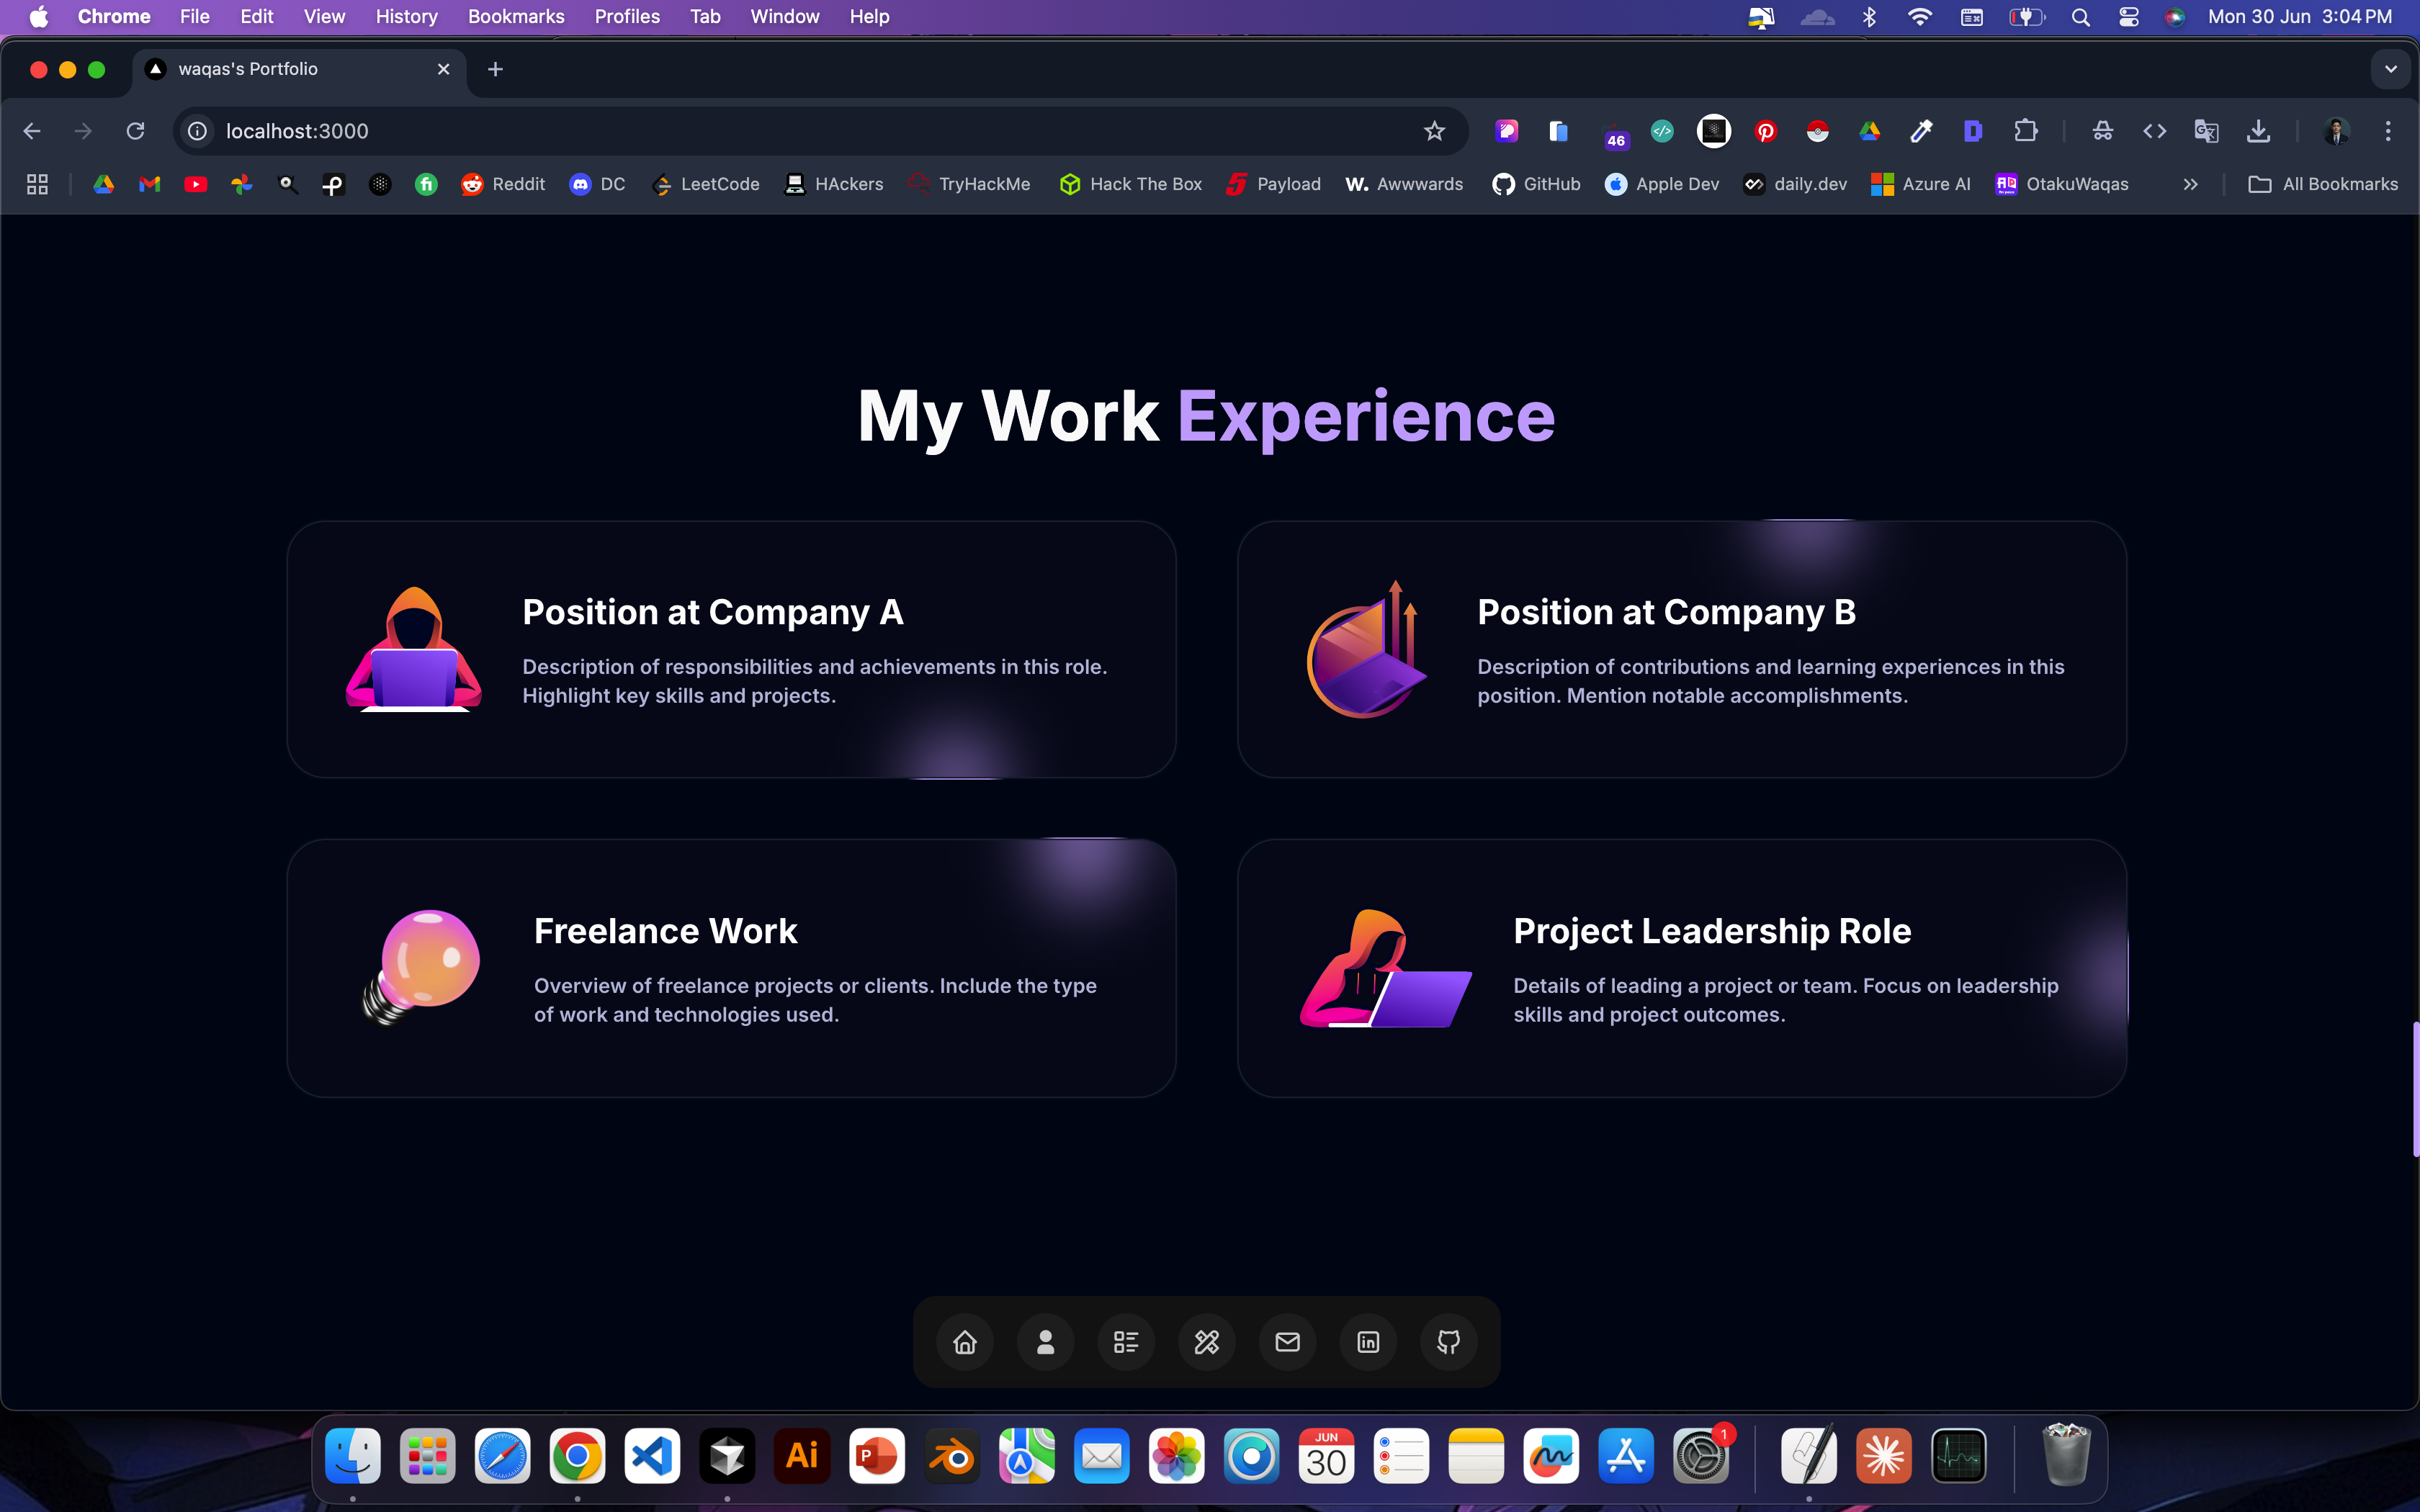 Chrome File Edit View History Bookmarks Profiles Tab Window Help Mon 30 Jun 3:04 PM
waqas's Portfolio
localhost:3000
46
Reddit DC LeetCode HAckers TryHackMe Hack The Box Payload W. Awwwards GitHub Apple Dev daily.dev Azure AI OtakuWaqas All Bookmarks
My Work Experience
Position at Company A
Description of responsibilities and achievements in this role.
Highlight key skills and projects.
Position at Company B
Description of contributions and learning experiences in this
position. Mention notable accomplishments.
Freelance Work
Overview of freelance projects or clients. Include the type
of work and technologies used.
Project Leadership Role
Details of leading a project or team. Focus on leadership
skills and project outcomes.
in
Ai
P
JUN
30
1